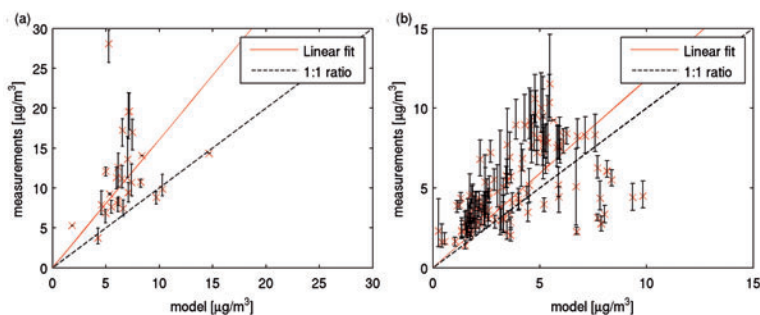 (a)
30
25
20
15
10
5
0
measurements [µg/m³]
Linear fit
1:1 ratio
0 5 10 15 20 25 30
model [µg/m³]
(b)
15
10
5
0
measurements [µg/m³]
Linear fit
1:1 ratio
0 5 10 15
model [µg/m³]